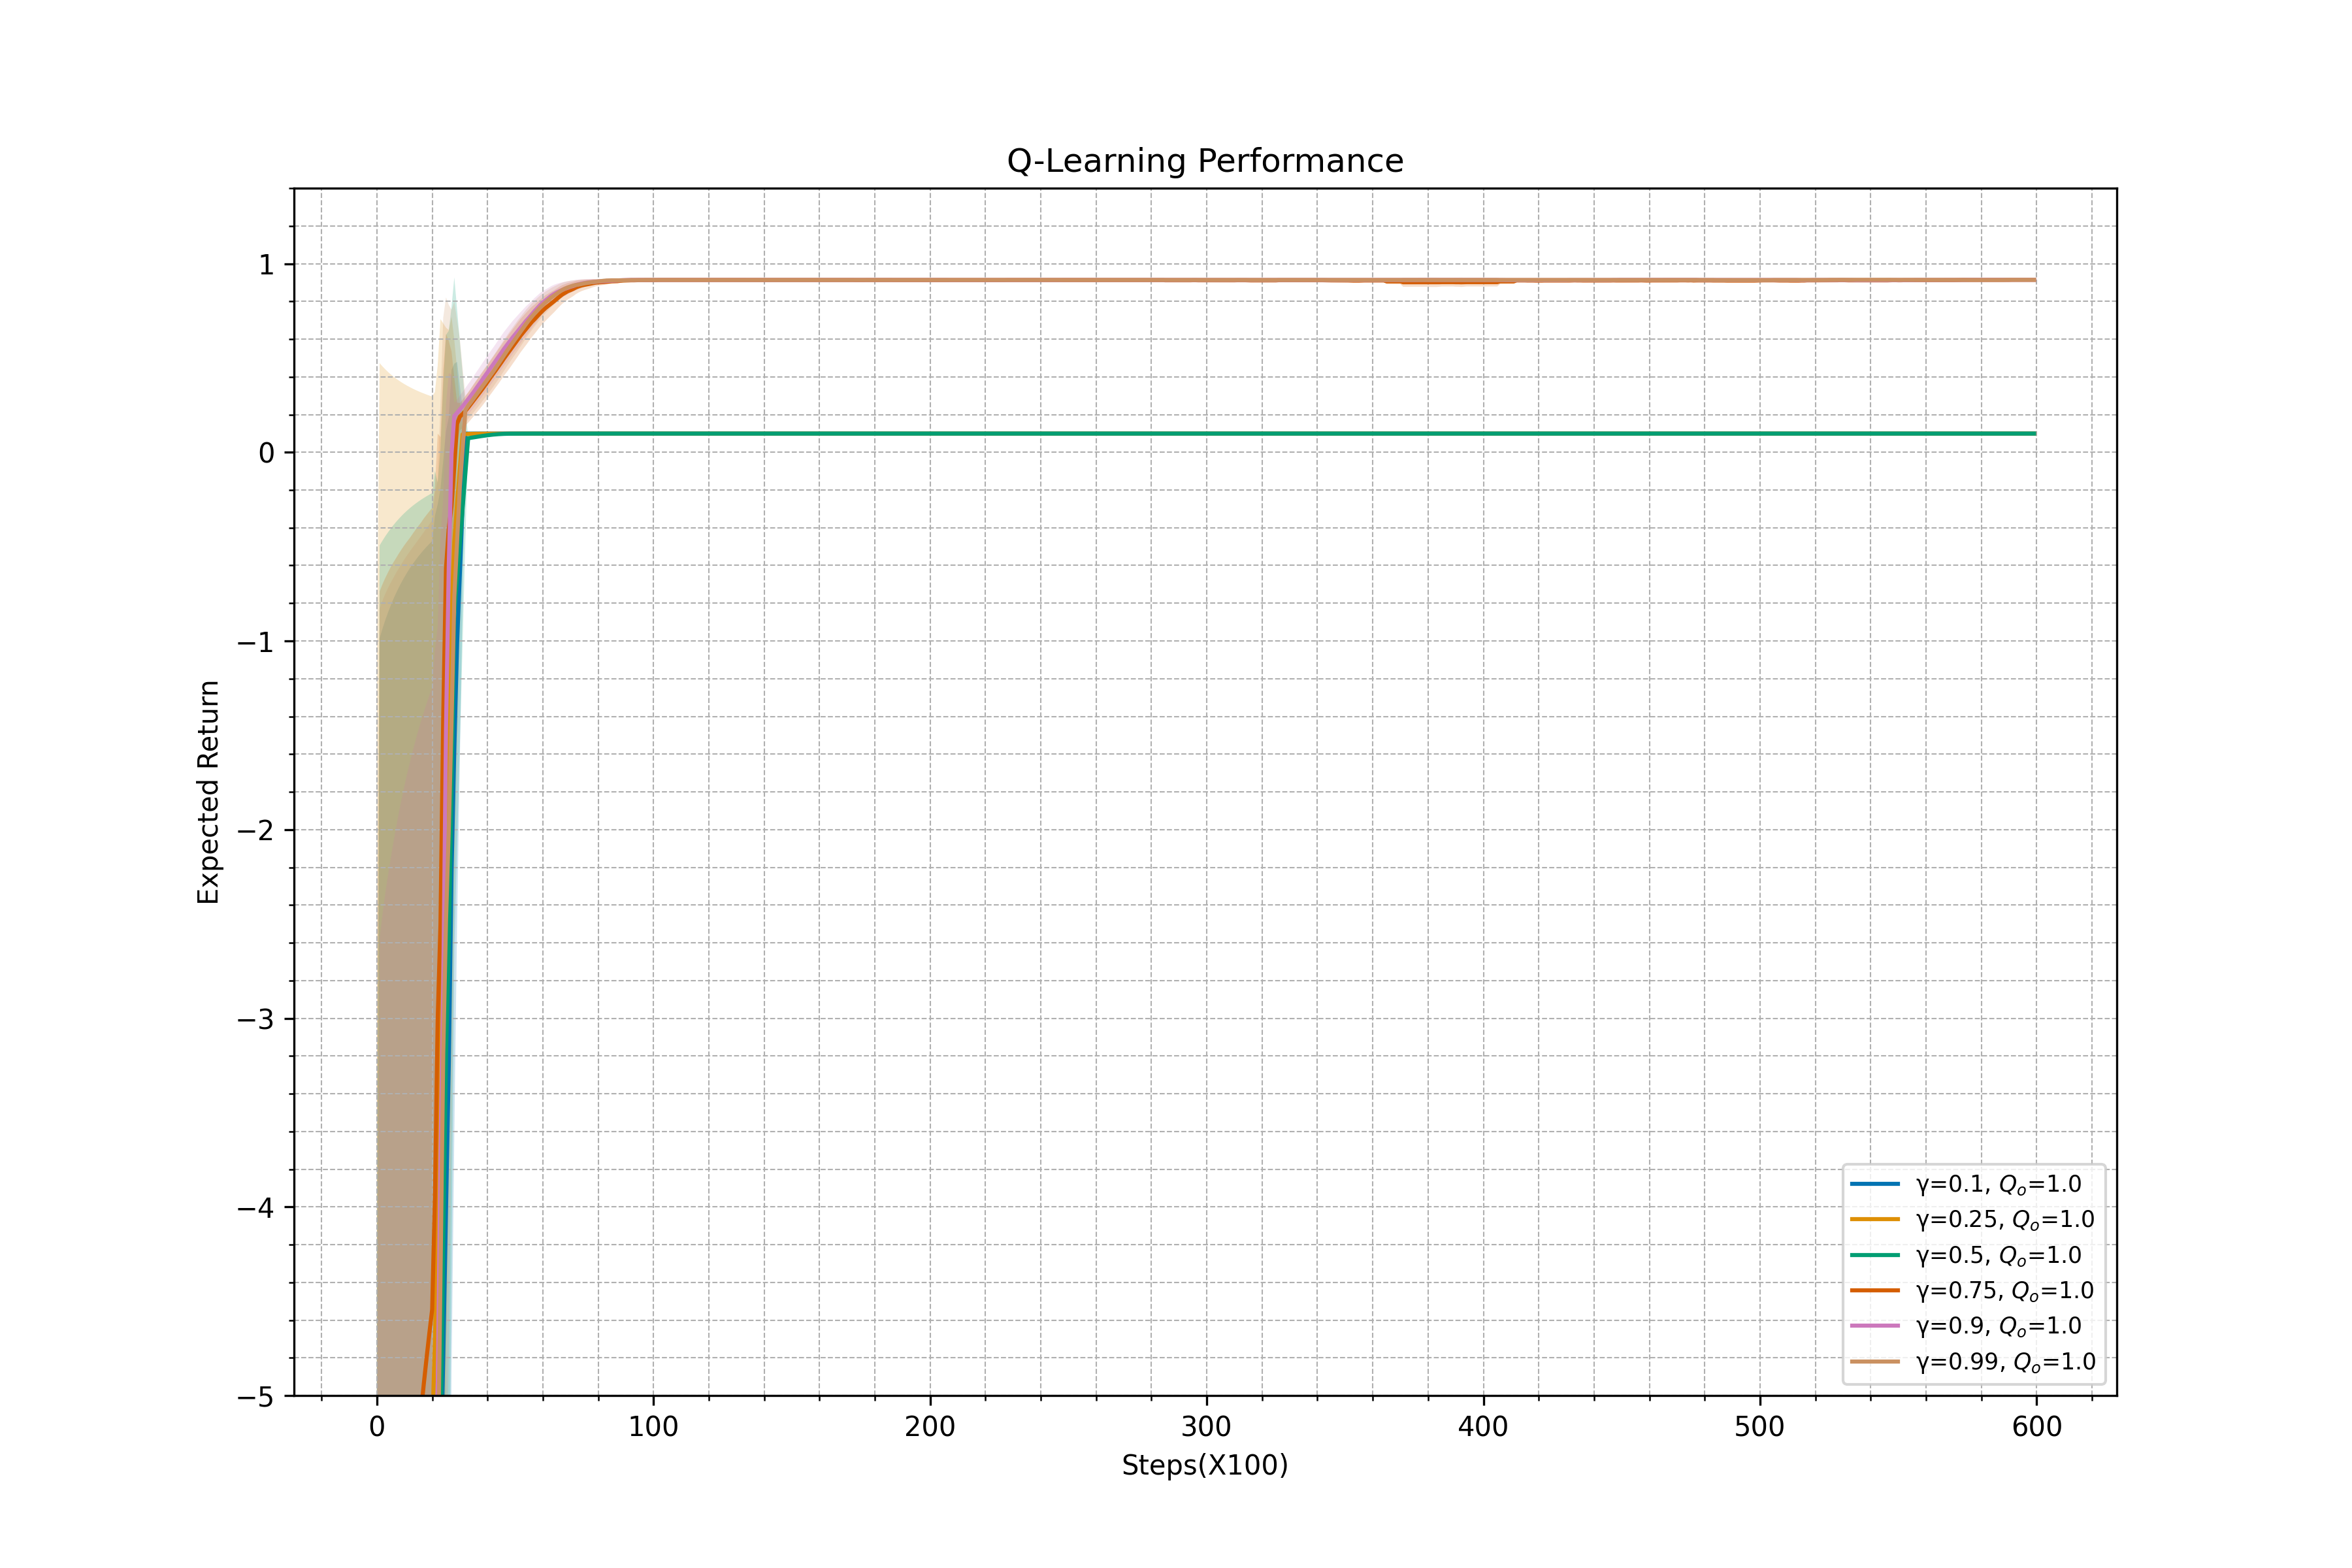 Q-Learning Performance
Expected Return
1
0
−1
−2
−3
−4
−5
0 100 200 300 400 500 600
Steps(X100)
γ=0.1, Qₒ=1.0
γ=0.25, Qₒ=1.0
γ=0.5, Qₒ=1.0
γ=0.75, Qₒ=1.0
γ=0.9, Qₒ=1.0
γ=0.99, Qₒ=1.0